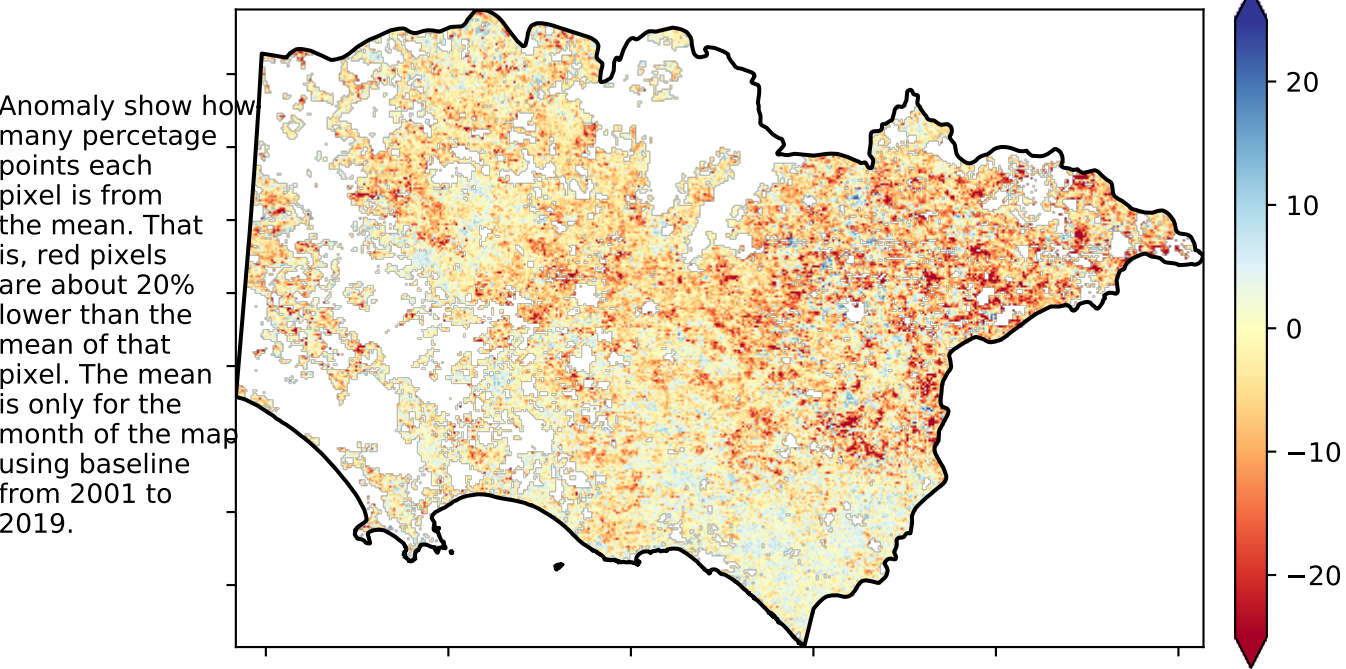 Anomaly show how
many percetage
points each
pixel is from
the mean. That
is, red pixels
are about 20%
lower than the
mean of that
pixel. The mean
is only for the
month of the map
using baseline
from 2001 to
2019.
20
10
0
−10
−20